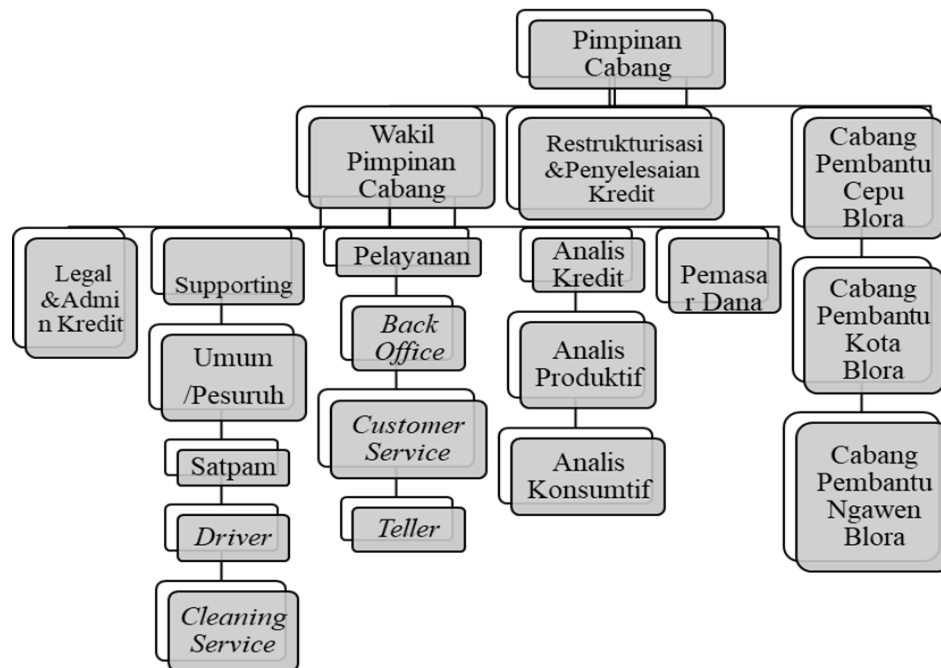 Pimpinan
Cabang
Wakil
Pimpinan
Cabang
Restrukturisasi
&Penyelesaian
Kredit
Cabang
Pembantu
Cepu
Blora
Legal
&Admi
n Kredit
Supporting
Pelayanan
Analis
Kredit
Pemasa
r Dana
Cabang
Pembantu
Kota
Blora
Umum
/Pesuruh
Back
Office
Analis
Produktif
Customer
Service
Analis
Konsumtif
Cabang
Pembantu
Ngawen
Blora
Satpam
Teller
Driver
Cleaning
Service